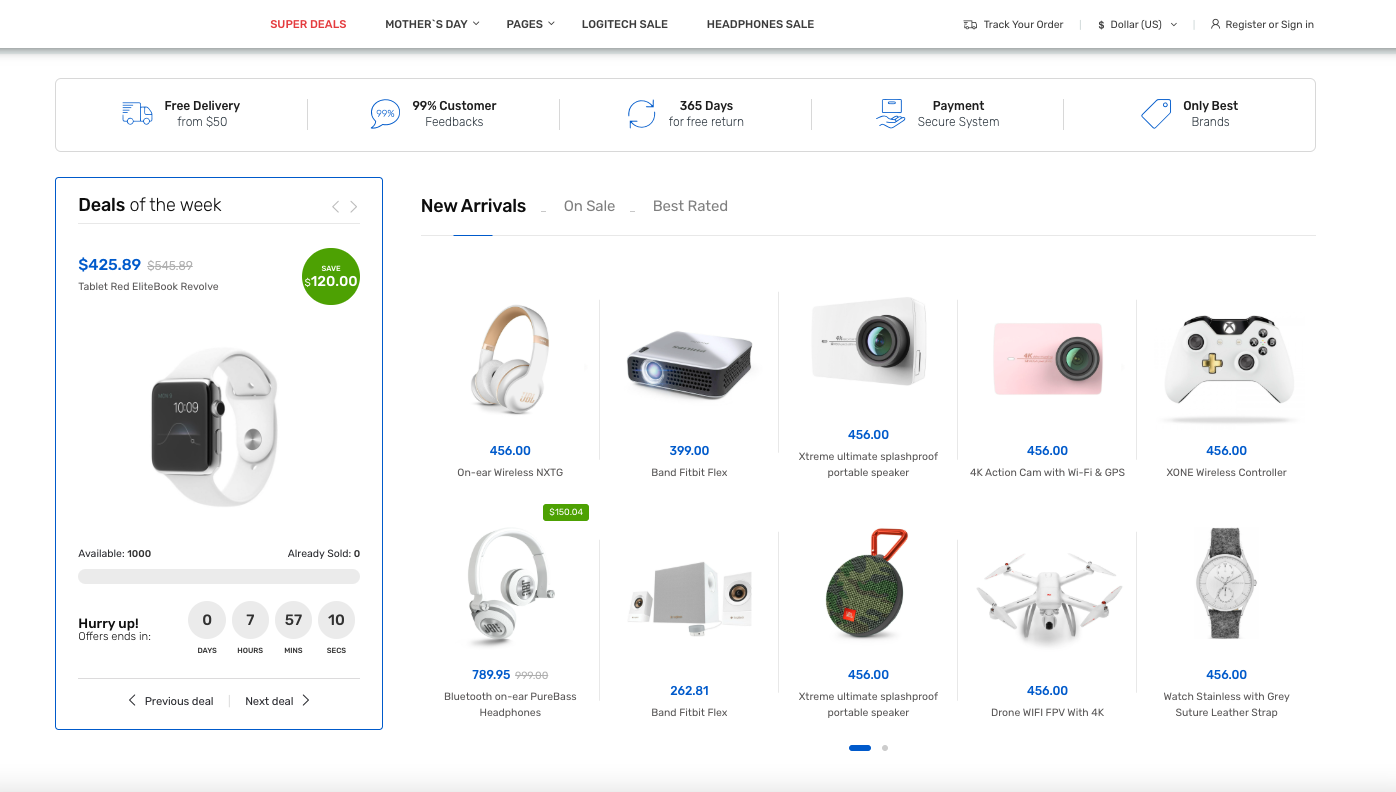 SUPER DEALS
MOTHER`S DAY
PAGES
LOGITECH SALE
HEADPHONES SALE
Track Your Order
$ Dollar (US)
Register or Sign in
Free Delivery
from $50
99%
99% Customer
Feedbacks
365 Days
for free return
Payment
Secure System
Only Best
Brands
Deals of the week
$425.89 $545.89
Tablet Red EliteBook Revolve
SAVE
$120.00
10:09
Available: 1000
Already Sold: 0
Hurry up!
Offers ends in:
0
DAYS
7
HOURS
57
MINS
10
SECS
Previous deal
Next deal
New Arrivals
On Sale
Best Rated
JBL
456.00
On-ear Wireless NXTG
399.00
Band Fitbit Flex
4K
456.00
Xtreme ultimate splashproof
portable speaker
4K
456.00
4K Action Cam with Wi-Fi & GPS
456.00
XONE Wireless Controller
$150.04
JBL
789.95 999.00
Bluetooth on-ear PureBass
Headphones
262.81
Band Fitbit Flex
JBL
456.00
Xtreme ultimate splashproof
portable speaker
456.00
Drone WIFI FPV With 4K
456.00
Watch Stainless with Grey
Suture Leather Strap